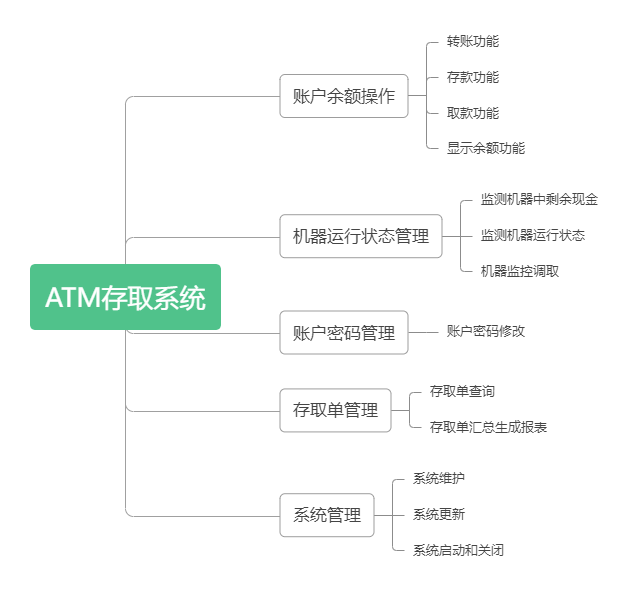 ATM存取系统
账户余额操作
转账功能
存款功能
取款功能
显示余额功能
机器运行状态管理
监测机器中剩余现金
监测机器运行状态
机器监控调取
账户密码管理
账户密码修改
存取单管理
存取单查询
存取单汇总生成报表
系统管理
系统维护
系统更新
系统启动和关闭